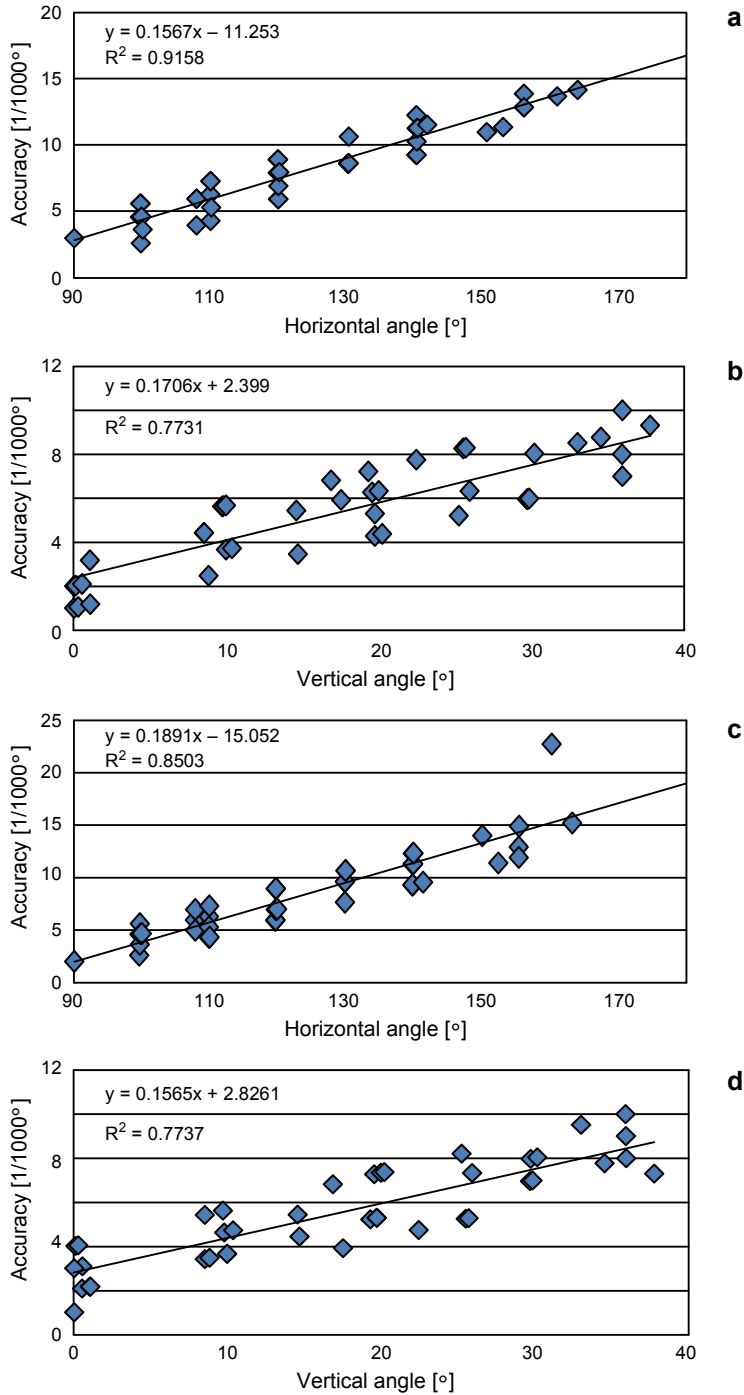 a
y = 0.1567x – 11.253
R² = 0.9158
Accuracy [1/1000°]
20
15
10
5
0
90 110 130 150 170
Horizontal angle [°]
b
y = 0.1706x + 2.399
R² = 0.7731
Accuracy [1/1000°]
12
8
4
0
0 10 20 30 40
Vertical angle [°]
c
y = 0.1891x – 15.052
R² = 0.8503
Accuracy [1/1000°]
25
20
15
10
5
0
90 110 130 150 170
Horizontal angle [°]
d
y = 0.1565x + 2.8261
R² = 0.7737
Accuracy [1/1000°]
12
8
4
0
0 10 20 30 40
Vertical angle [°]